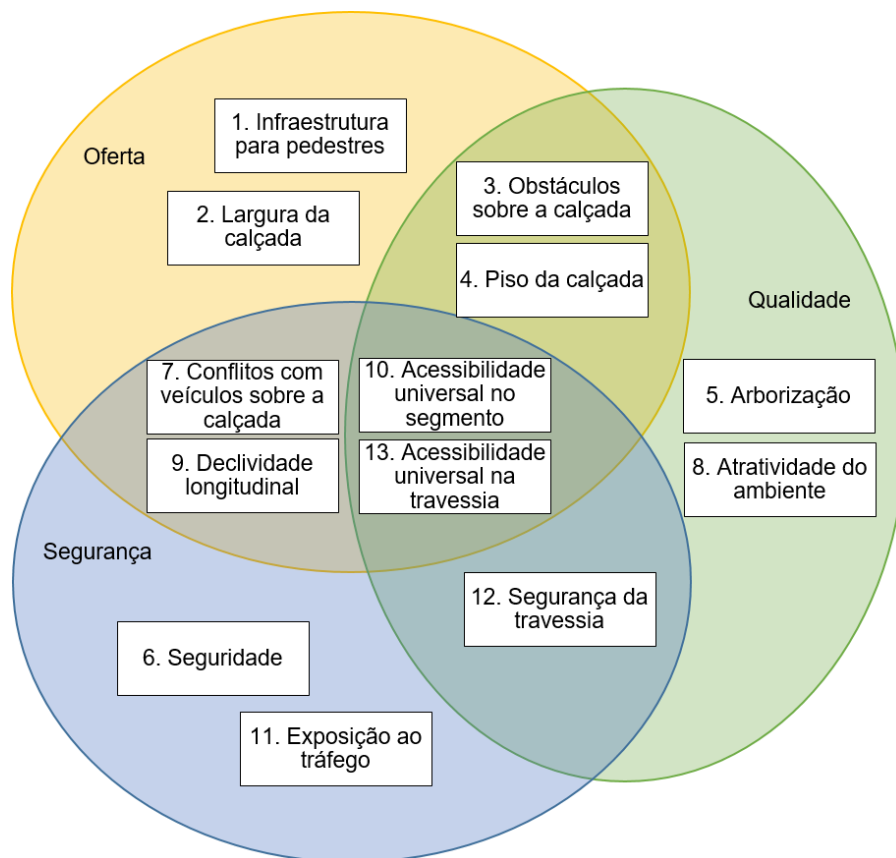 1. Infraestrutura
para pedestres
Oferta
2. Largura da
calçada
3. Obstáculos
sobre a calçada
4. Piso da calçada
Qualidade
7. Conflitos com
veículos sobre a
calçada
10. Acessibilidade
universal no
segmento
5. Arborização
9. Declividade
longitudinal
13. Acessibilidade
universal na
travessia
8. Atratividade do
ambiente
Segurança
12. Segurança da
travessia
6. Seguridade
11. Exposição ao
tráfego